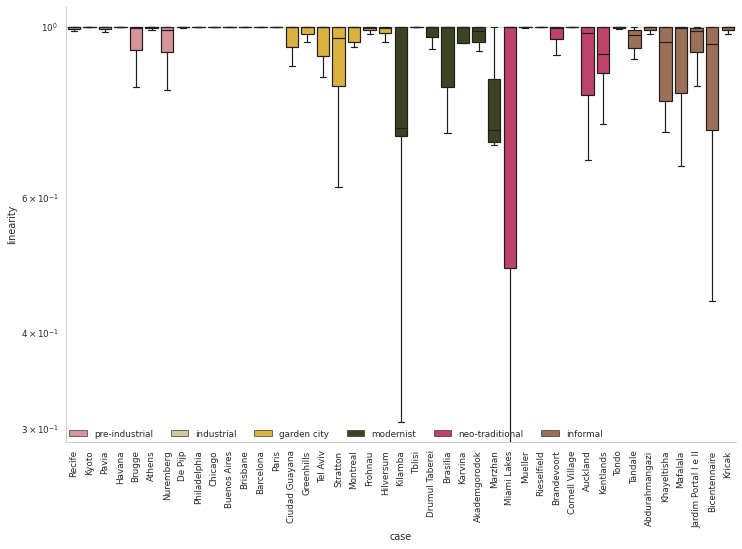 10⁰
6 × 10⁻¹
4 × 10⁻¹
3 × 10⁻¹
linearity
pre-industrial
industrial
garden city
modernist
neo-traditional
informal
Recife
Kyoto
Pavia
Havana
Brugge
Athens
Nuremberg
De Pijp
Philadelphia
Chicago
Buenos Aires
Brisbane
Barcelona
Paris
Ciudad Guayana
Greenhills
Tel Aviv
Stratton
Montreal
Frohnau
Hilversum
Kilamba
Tbilisi
Drumul Taberei
Brasilia
Karvina
Akademgorodok
Marzhan
Miami Lakes
Mueller
Rieselfield
Brandevoort
Cornell Village
Auckland
Kentlands
Tondo
Tandale
Abdurahmangazi
Khayelitsha
Mafalala
Jardim Portal I e II
Bicentennaire
Kricak
case